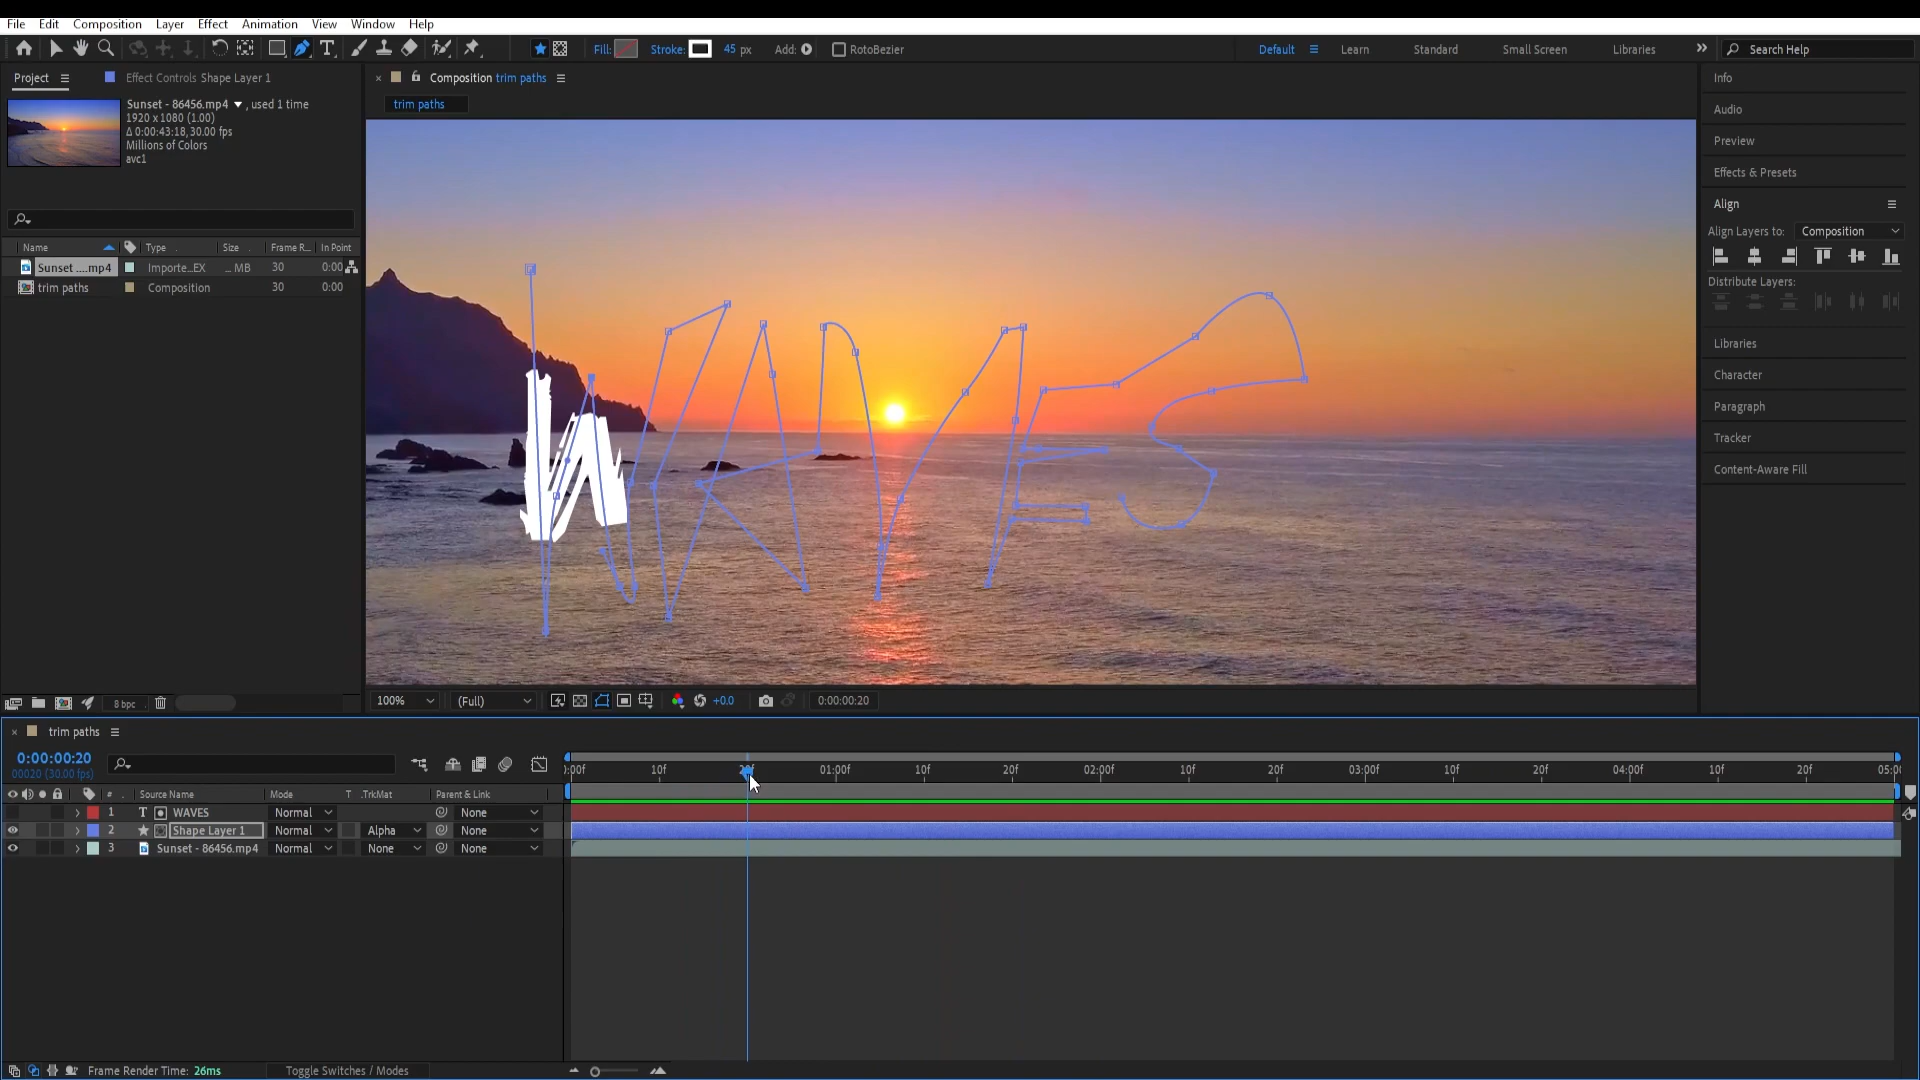 File Edit Composition Layer Effect Animation View Window Help
Fill: Stroke: 45 px Add: RotoBezier Default Learn Standard Small Screen Libraries Search Help
Project Effect Controls Shape Layer 1
Composition trim paths
trim paths
Sunset - 86456.mp4 , used 1 time
1920 x 1080 (1.00)
Δ 0:00:43:18, 30.00 fps
Millions of Colors
avc1
Name Type Size Frame R... In Point
Sunset ....mp4 Importe...EX ... MB 30 0:00
trim paths Composition 30 0:00
8 bpc
100% (Full) +0.0 0:00:00:20
Info
Audio
Preview
Effects & Presets
Align
Align Layers to: Composition
Distribute Layers:
Libraries
Character
Paragraph
Tracker
Content-Aware Fill
trim paths
0:00:00:20
00020 (30.00 fps)
:00f 10f 20f 01:00f 10f 20f 02:00f 10f 20f 03:00f 10f 20f 04:00f 10f 20f 05:0
# Source Name Mode T .TrkMat Parent & Link
1 T WAVES Normal None
2 Shape Layer 1 Normal Alpha None
3 Sunset - 86456.mp4 Normal None None
Frame Render Time: 26ms Toggle Switches / Modes